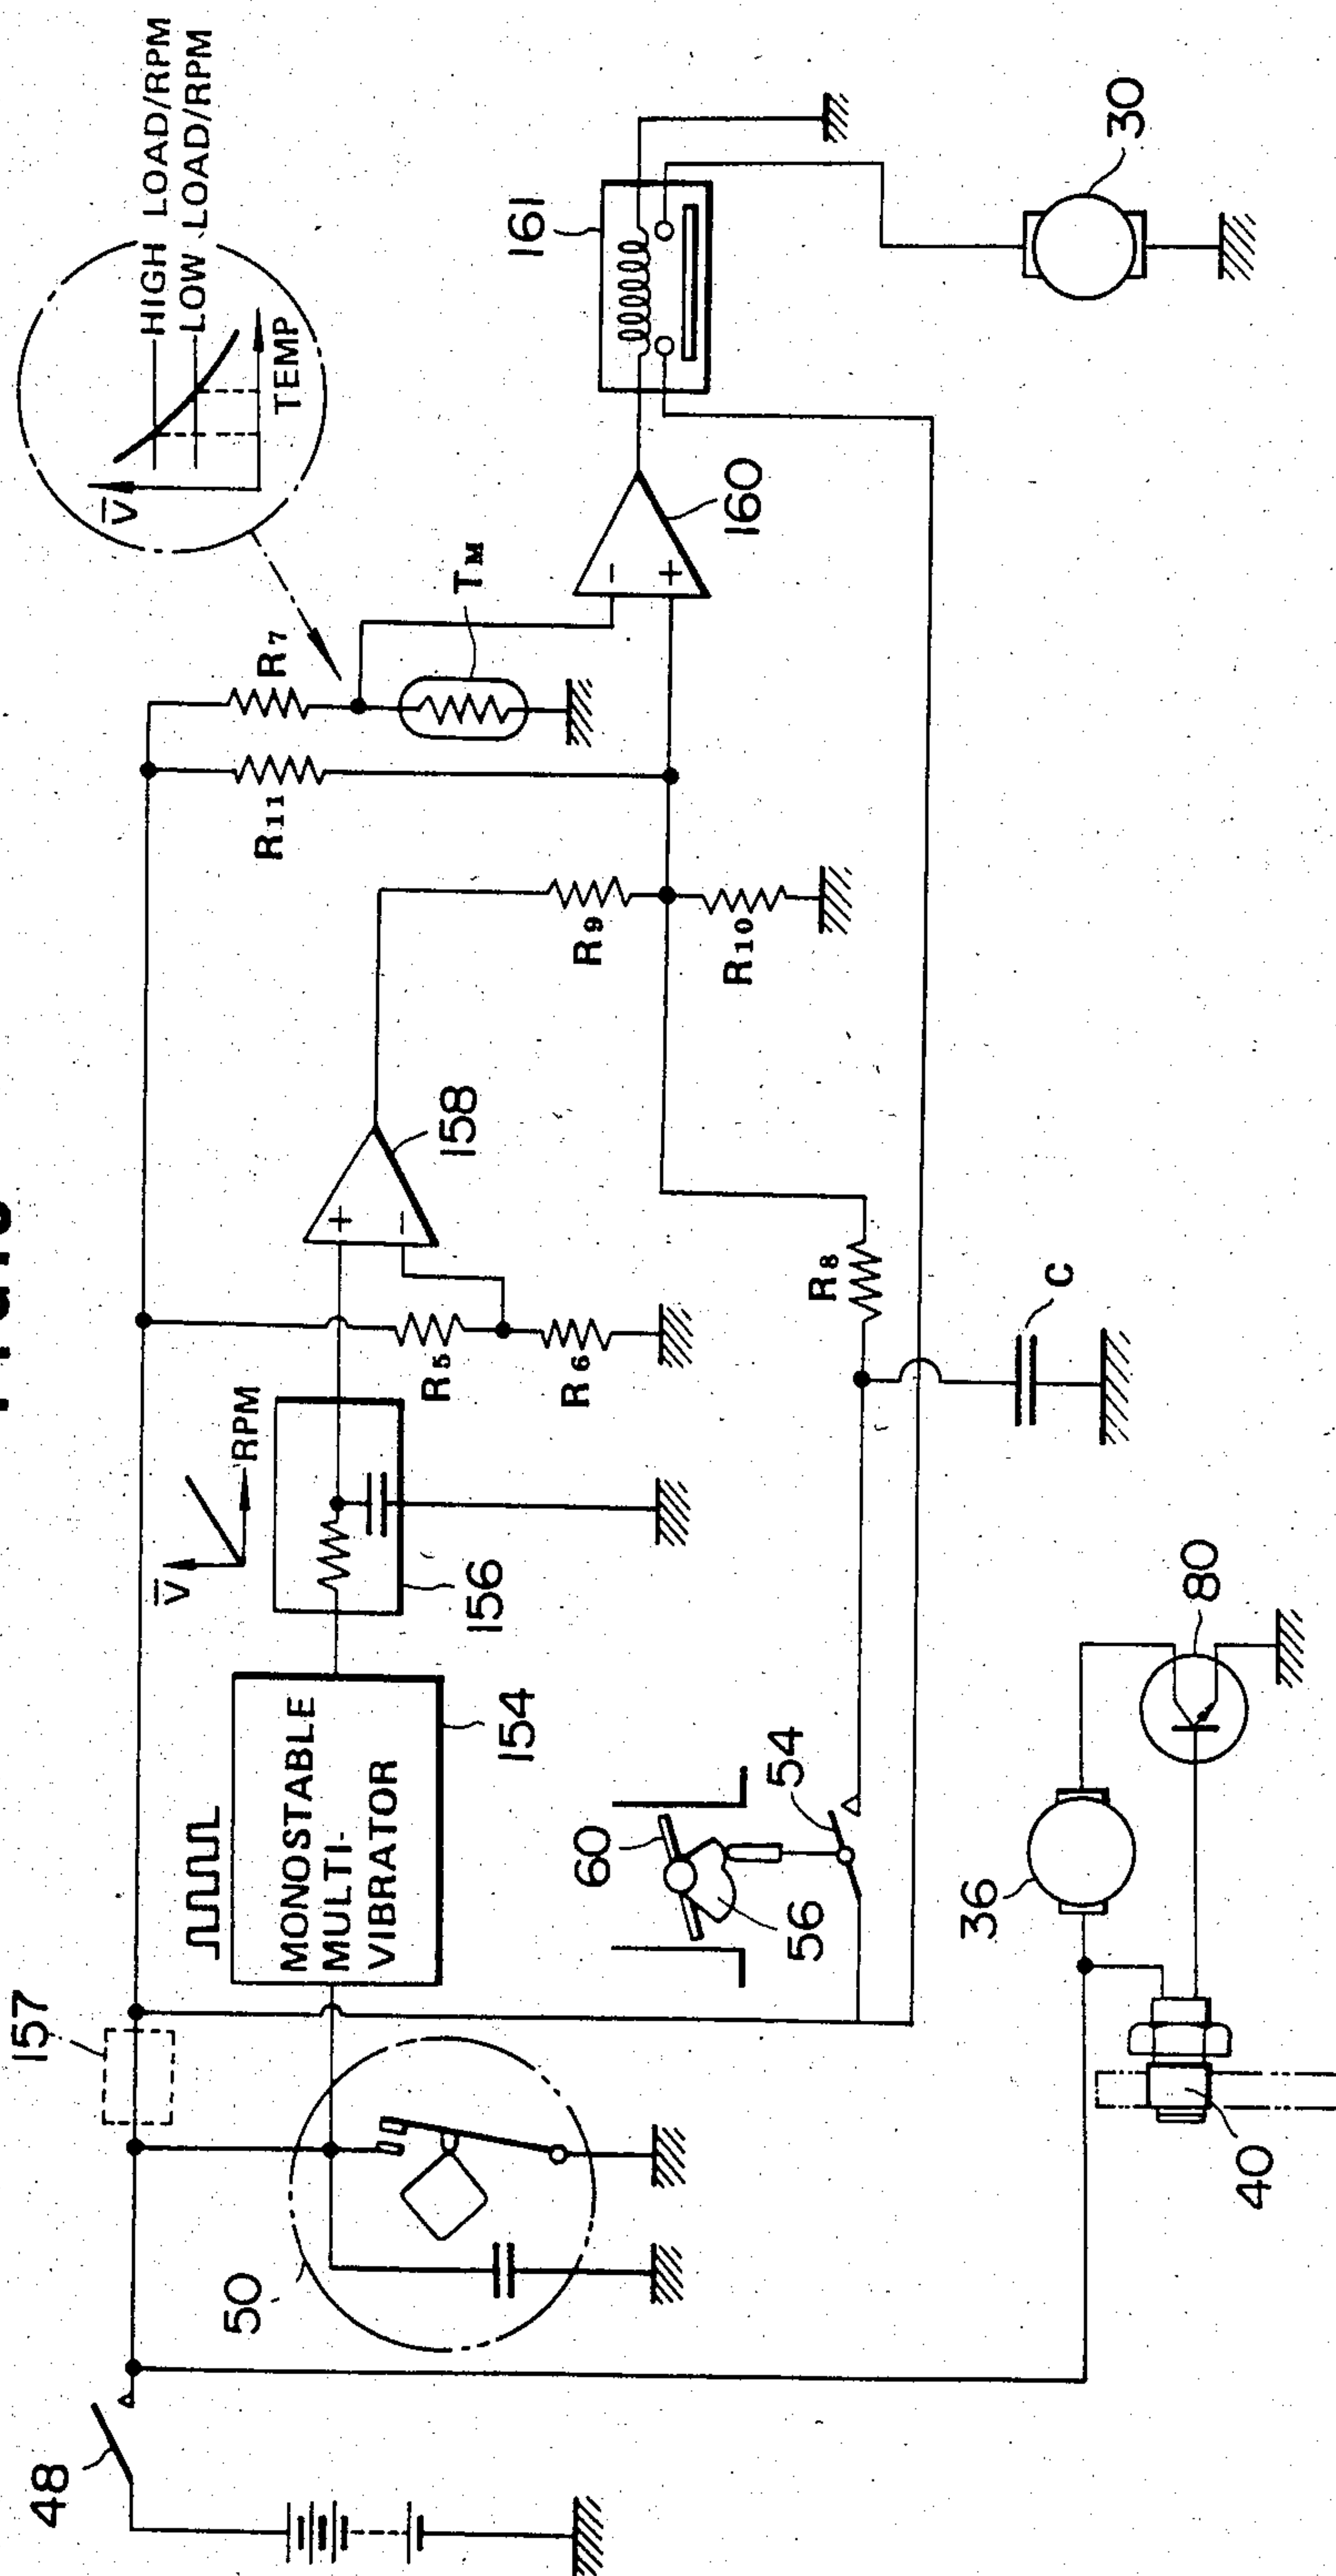 HIGH LOAD/RPM
LOW LOAD/RPM
V
TEMP
157
V
RPM
R7
TM
R11
161
30
48
50
MONOSTABLE
MULTI-
VIBRATOR
154
156
R5
R6
158
R9
R10
160
60
56
54
R8
C
36
80
40